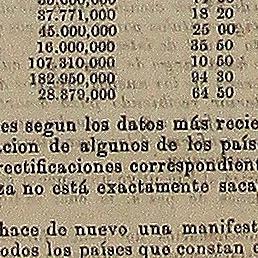 37.771,000 18 20
45.000,000 25 00
16.000,000 35 50
107.310,000 10 50
182.950,000 94 30
28.879,000 64 50
es segun los datos más recie
cion de algunos de los país
rectificaciones correspondient
za no está exactamente saca
hace de nuevo una manifest
odos los países que constan e